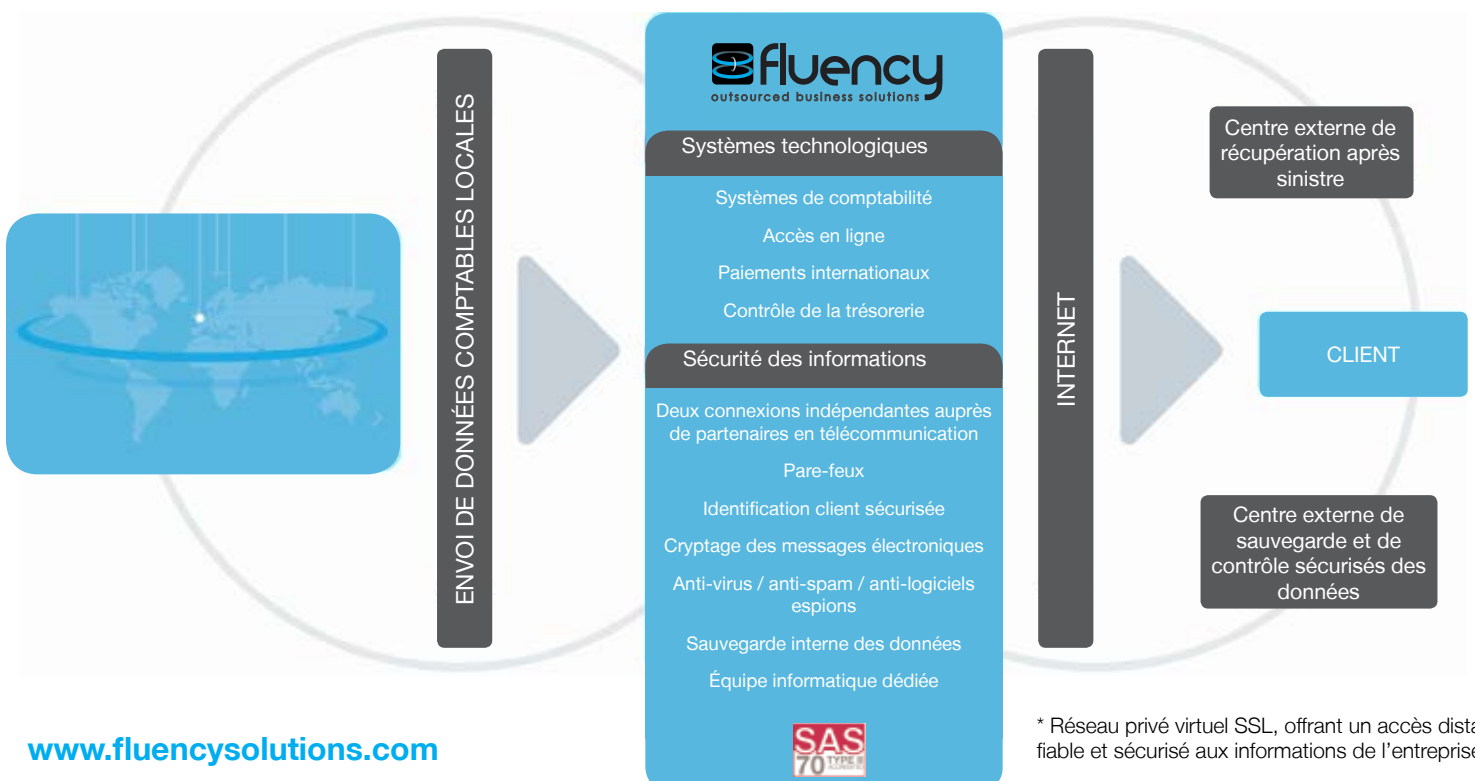 ENVOI DE DONNÉES COMPTABLES LOCALES
fluency
outsourced business solutions
Systèmes technologiques
Systèmes de comptabilité
Accès en ligne
Paiements internationaux
Contrôle de la trésorerie
Sécurité des informations
Deux connexions indépendantes auprès
de partenaires en télécommunication
Pare-feux
Identification client sécurisée
Cryptage des messages électroniques
Anti-virus / anti-spam / anti-logiciels
espions
Sauvegarde interne des données
Équipe informatique dédiée
SAS
70 TYPE II
INTERNET
Centre externe de
récupération après
sinistre
CLIENT
Centre externe de
sauvegarde et de
contrôle sécurisés des
données
www.fluencysolutions.com
* Réseau privé virtuel SSL, offrant un accès dista
fiable et sécurisé aux informations de l’entreprise